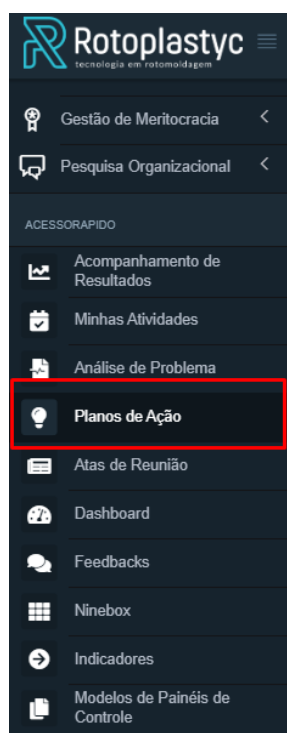 Rotoplastyc
tecnologia em rotomoldagem
Gestão de Meritocracia
Pesquisa Organizacional
ACESSORAPIDO
Acompanhamento de
Resultados
Minhas Atividades
Análise de Problema
Planos de Ação
Atas de Reunião
Dashboard
Feedbacks
Ninebox
Indicadores
Modelos de Painéis de
Controle